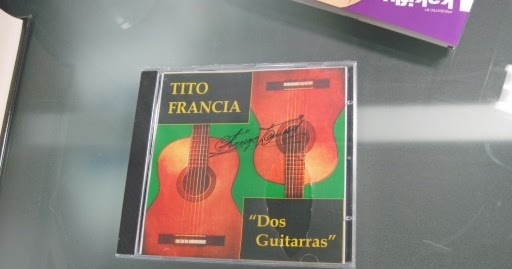 TITO
FRANCIA
"Dos
Guitarras"